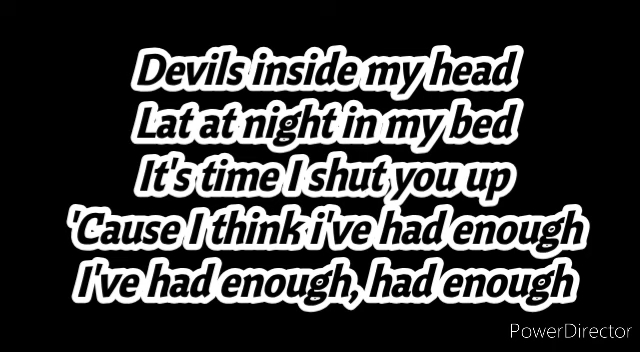 Devils inside my head
Lat at night in my bed
It's time I shut you up
'Cause I think i've had enough
I've had enough, had enough
PowerDirector